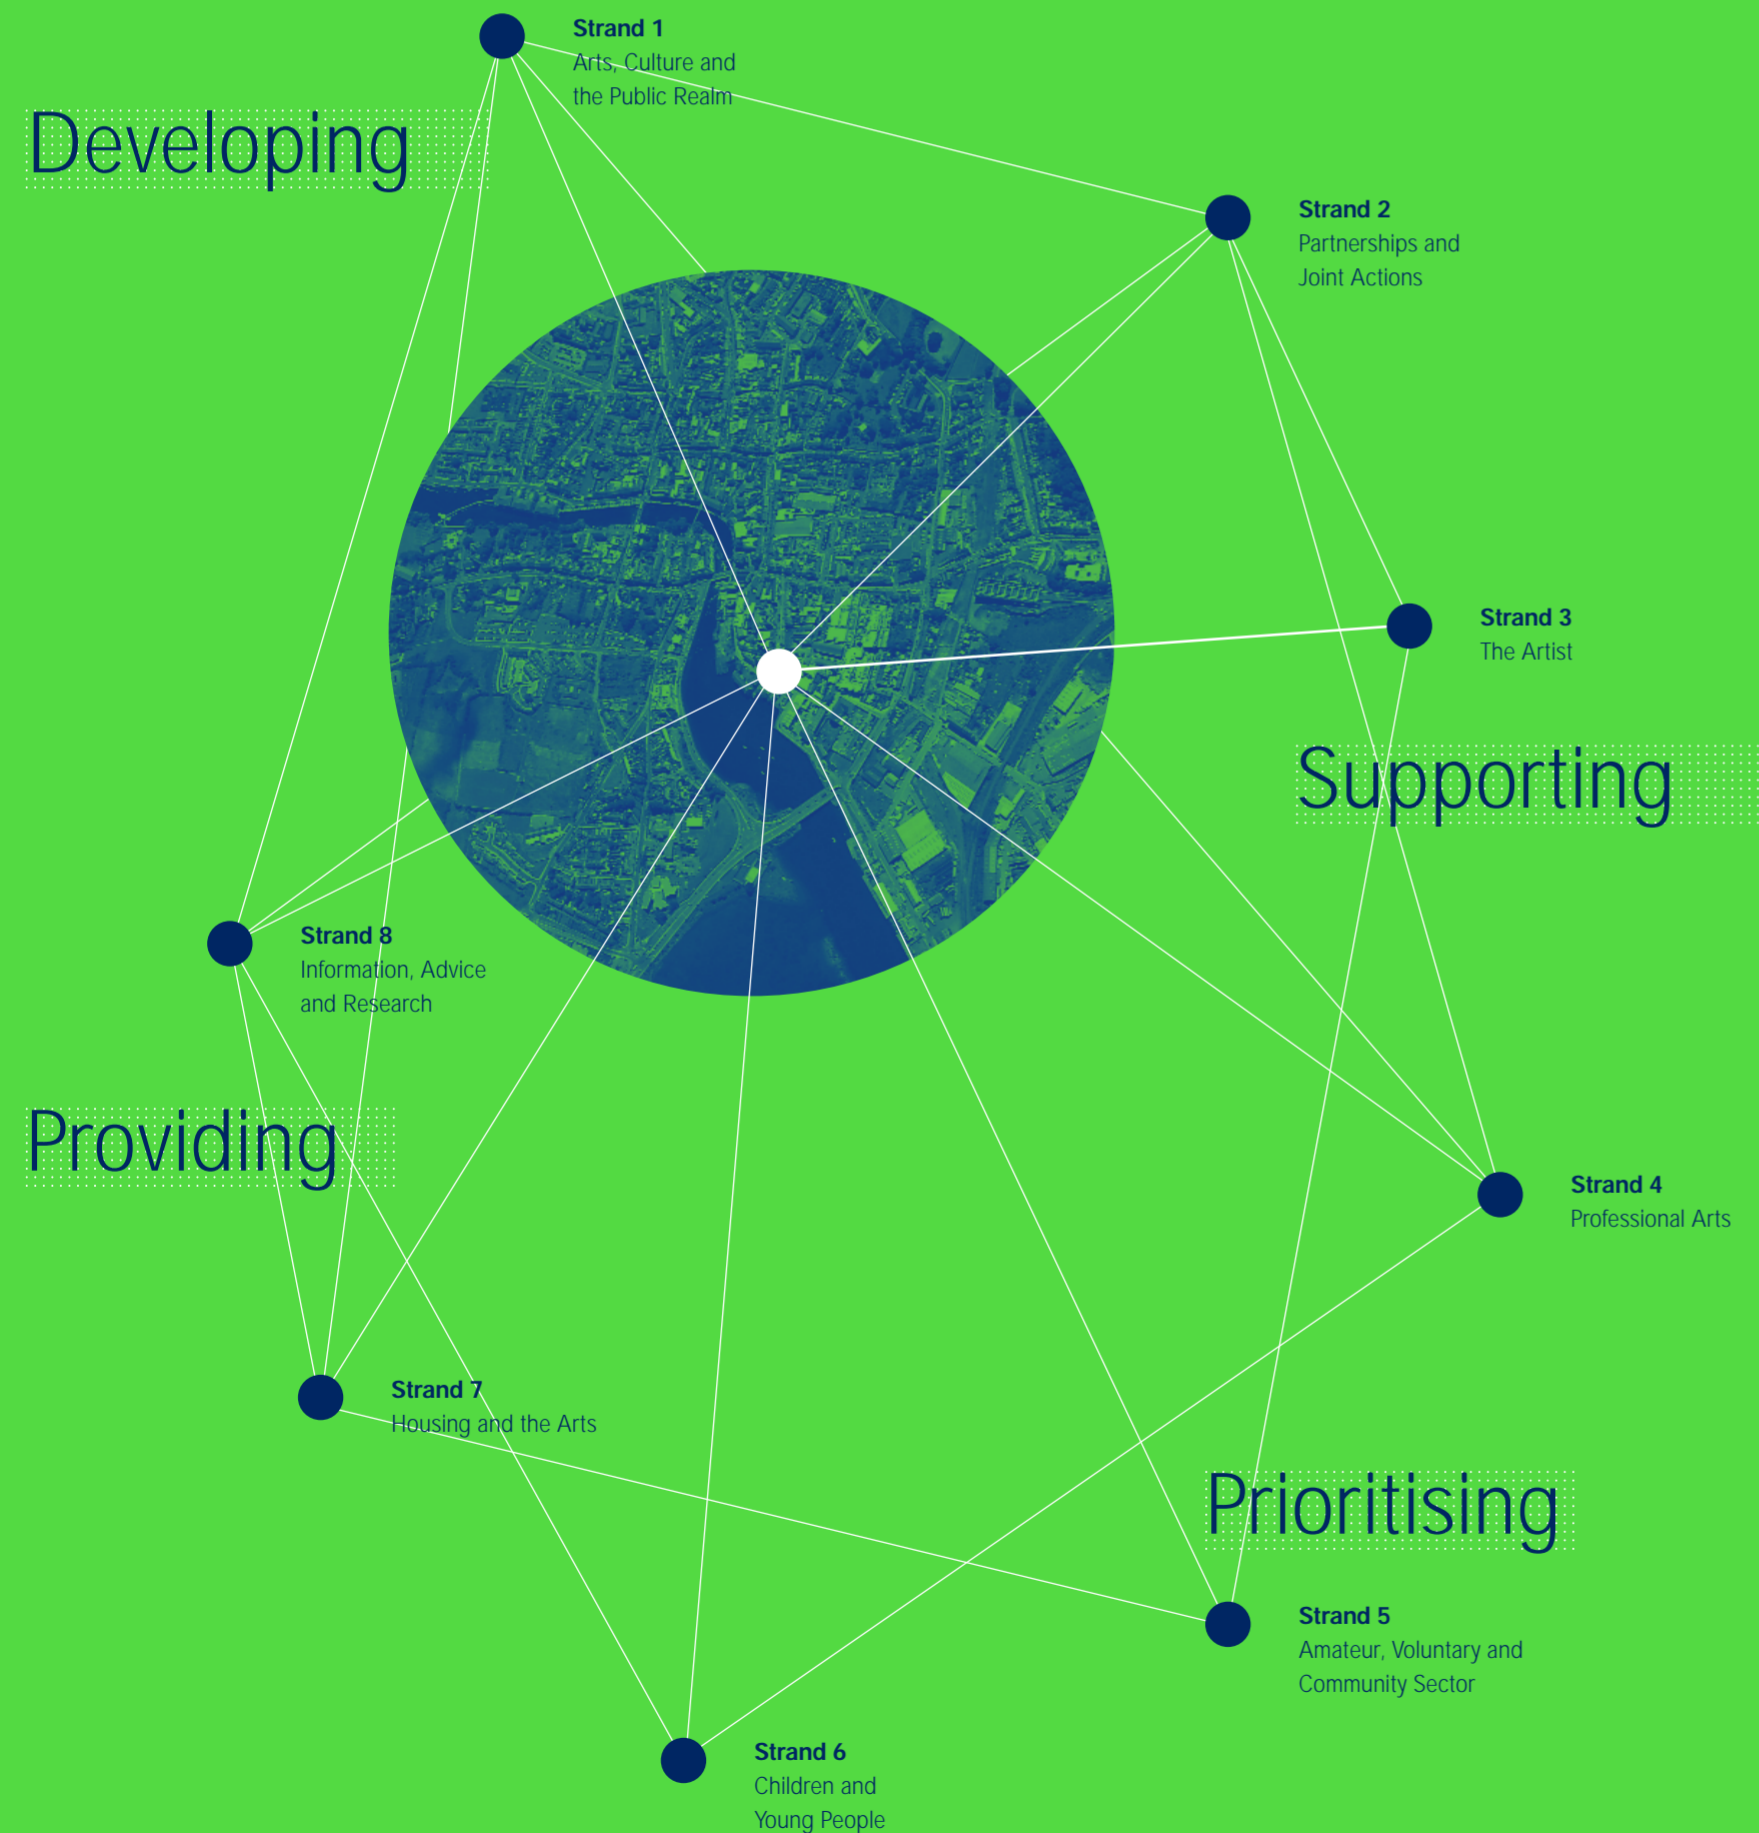 Strand 1
Arts, Culture and
the Public Realm
Developing
Strand 2
Partnerships and
Joint Actions
Strand 3
The Artist
Supporting
Strand 8
Information, Advice
and Research
Providing
Strand 4
Professional Arts
Strand 7
Housing and the Arts
Prioritising
Strand 5
Amateur, Voluntary and
Community Sector
Strand 6
Children and
Young People